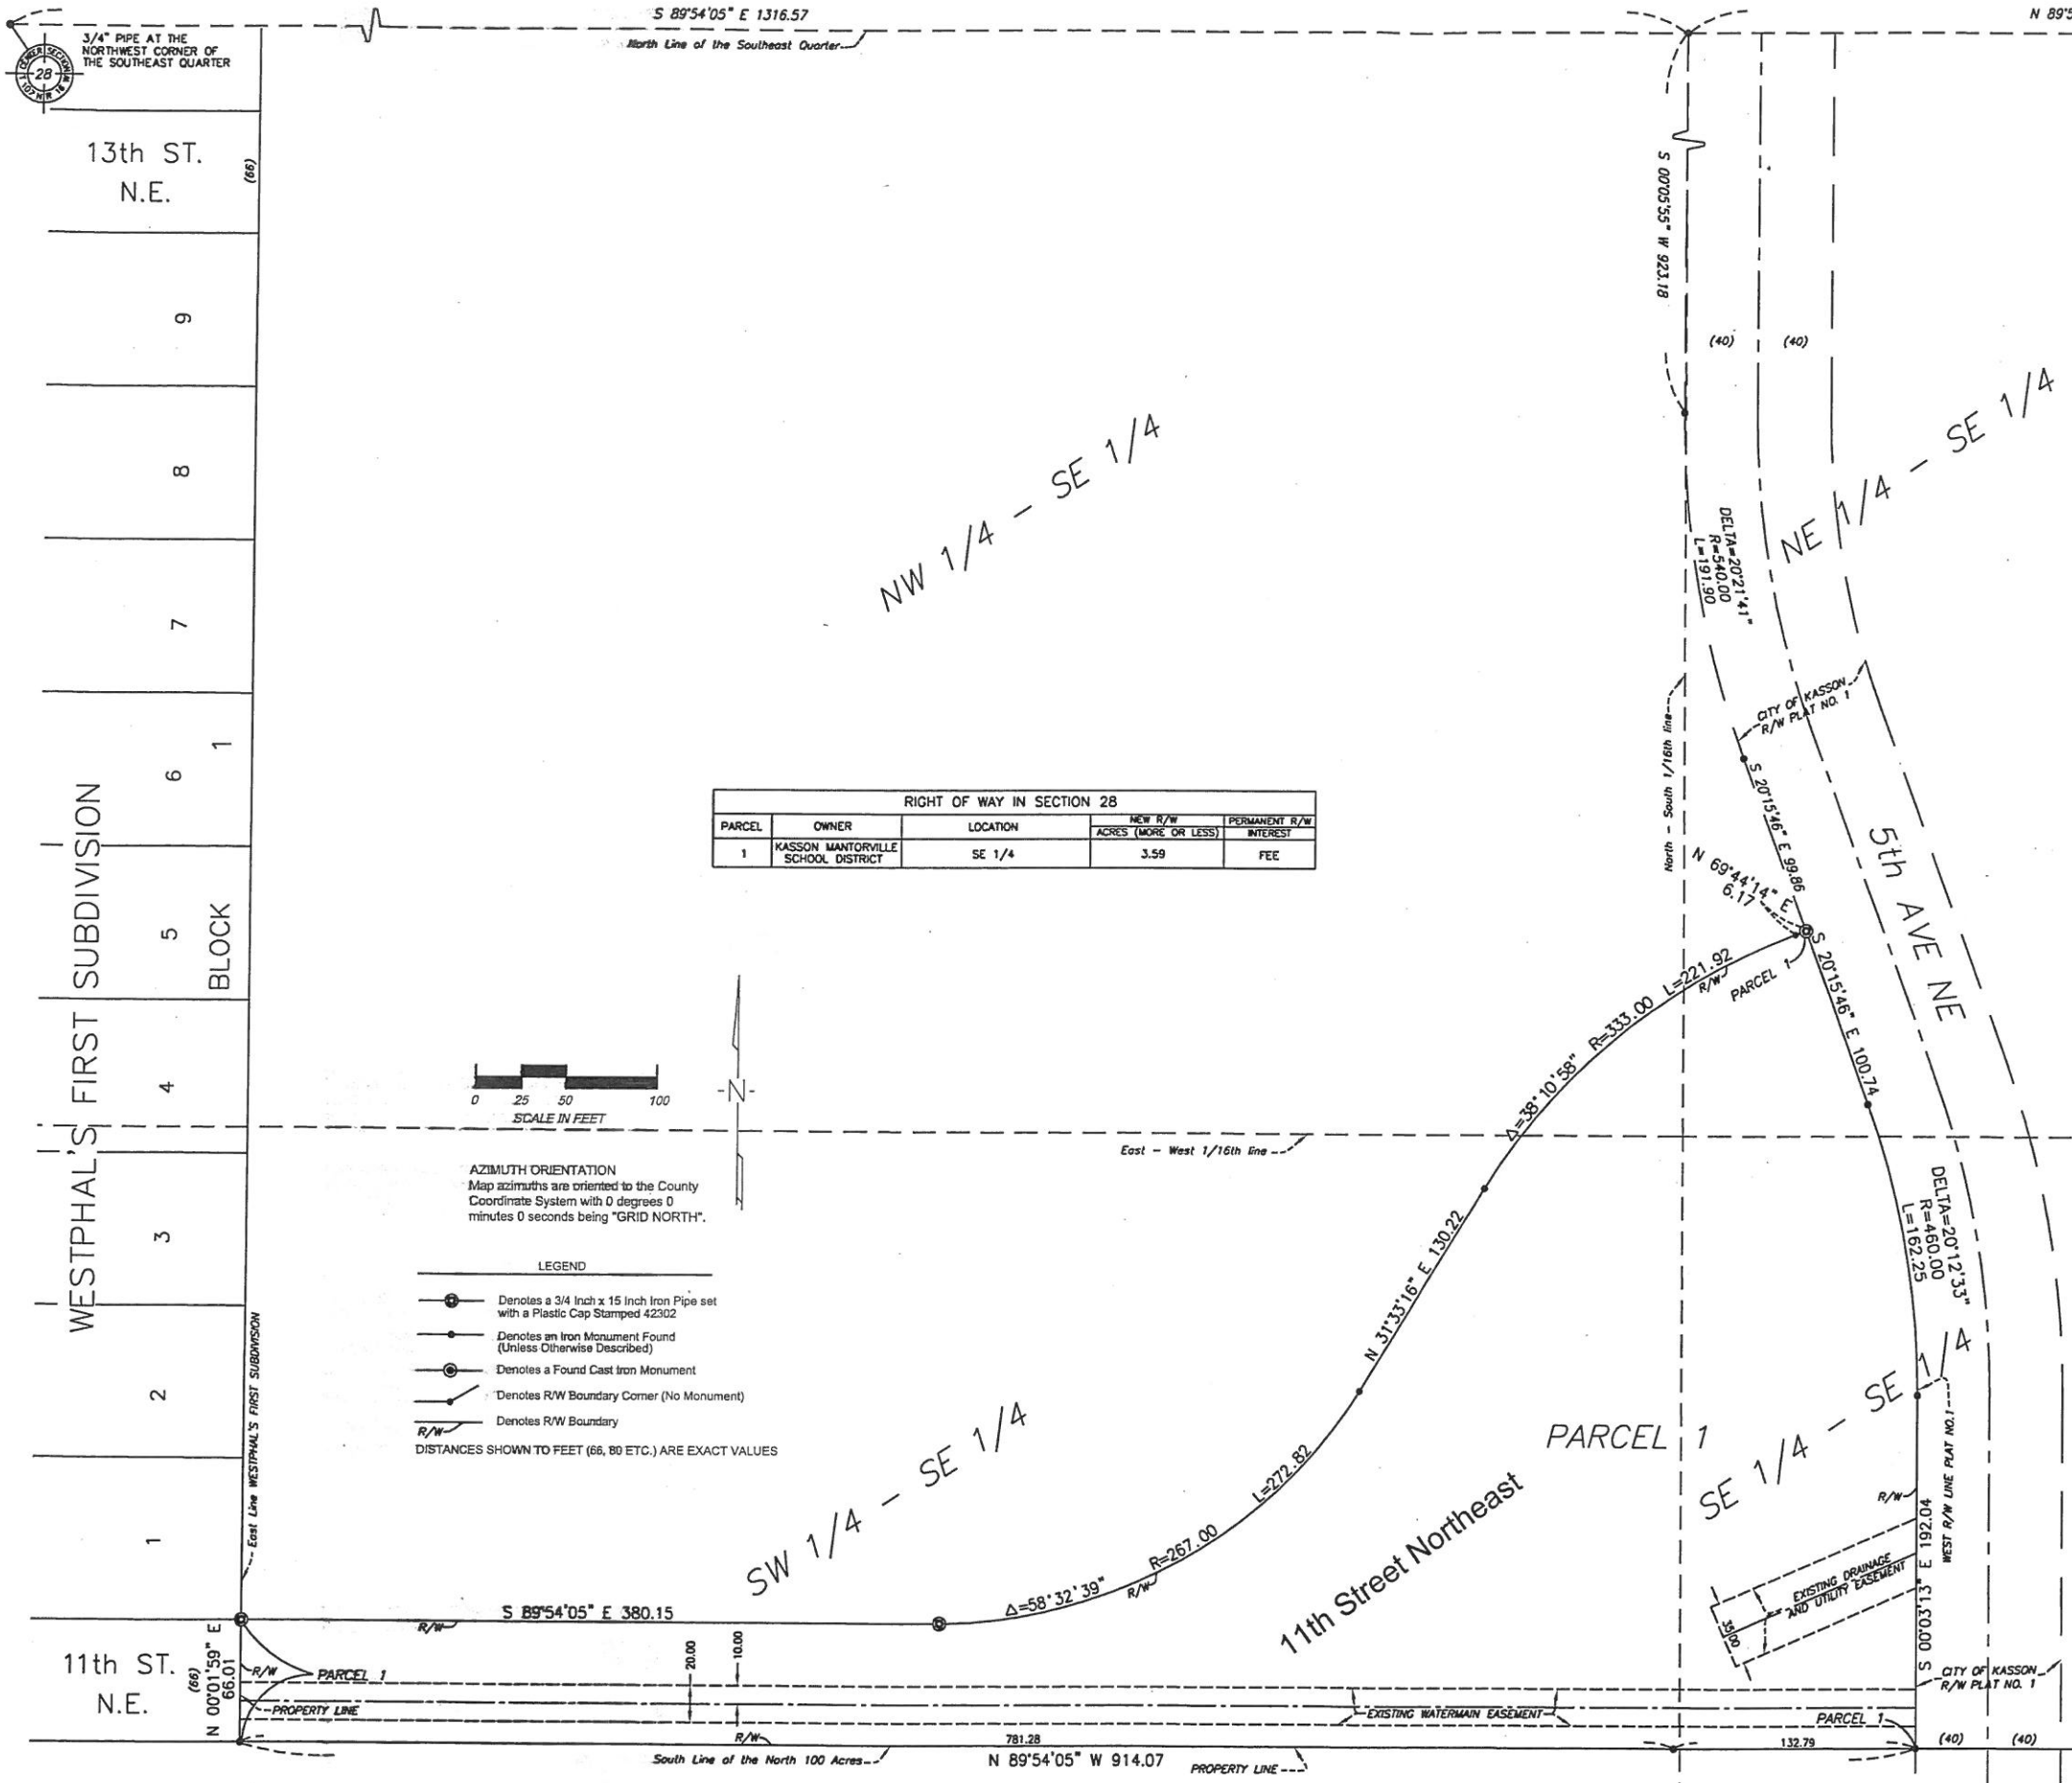 S 89°54'05" E 1316.57
North Line of the Southeast Quarter
3/4" PIPE AT THE
NORTHWEST CORNER OF
THE SOUTHEAST QUARTER
CENTER SECTION
28
13th ST.
N.E.
(66)
9
8
7
6
5
4
3
2
1
BLOCK 1
WESTPHAL'S FIRST SUBDIVISION
East Line WESTPHAL'S FIRST SUBDIVISION
S 00°05'55" W 923.18
(40)
(40)
NW 1/4 - SE 1/4
NE 1/4 - SE 1/4
DELTA=20°21'41"
R=540.00
L=191.90
CITY OF KASSON
R/W PLAT NO. 1
North - South 1/16th line
S 20°15'46" E 99.86
N 69°44'14" E
6.17
5th AVE NE
RIGHT OF WAY IN SECTION 28
PARCEL OWNER LOCATION NEW R/W ACRES (MORE OR LESS) PERMANENT R/W INTEREST
1 KASSON MANTORVILLE SCHOOL DISTRICT SE 1/4 3.59 FEE
S 20°15'46" E 100.74
PARCEL 1
R/W
Δ=38°10'58" R=333.00 L=221.92
0 25 50 100
SCALE IN FEET
-N-
East - West 1/16th line
AZIMUTH ORIENTATION
Map azimuths are oriented to the County
Coordinate System with 0 degrees 0
minutes 0 seconds being "GRID NORTH".
LEGEND
Denotes a 3/4 Inch x 15 Inch Iron Pipe set
with a Plastic Cap Stamped 42302
Denotes an Iron Monument Found
(Unless Otherwise Described)
Denotes a Found Cast Iron Monument
Denotes R/W Boundary Corner (No Monument)
R/W Denotes R/W Boundary
DISTANCES SHOWN TO FEET (66, 80 ETC.) ARE EXACT VALUES
N 31°33'16" E 130.22
DELTA=20°12'33"
R=460.00
L=162.25
SW 1/4 - SE 1/4
PARCEL 1
SE 1/4 - SE 1/4
WEST R/W LINE PLAT NO.1
R/W
S 00°03'13" E 192.04
EXISTING DRAINAGE
AND UTILITY EASEMENT
35.00
Δ=58°32'39" R=267.00 L=272.82
R/W
11th Street Northeast
S 89°54'05" E 380.15
R/W
11th ST.
N.E.
(66)
N 00°01'59" E
66.01
R/W
PARCEL 1
PROPERTY LINE
20.00
10.00
EXISTING WATERMAIN EASEMENT
CITY OF KASSON
R/W PLAT NO. 1
PARCEL 1
R/W
781.28
132.79
(40)
(40)
South Line of the North 100 Acres
N 89°54'05" W 914.07
PROPERTY LINE